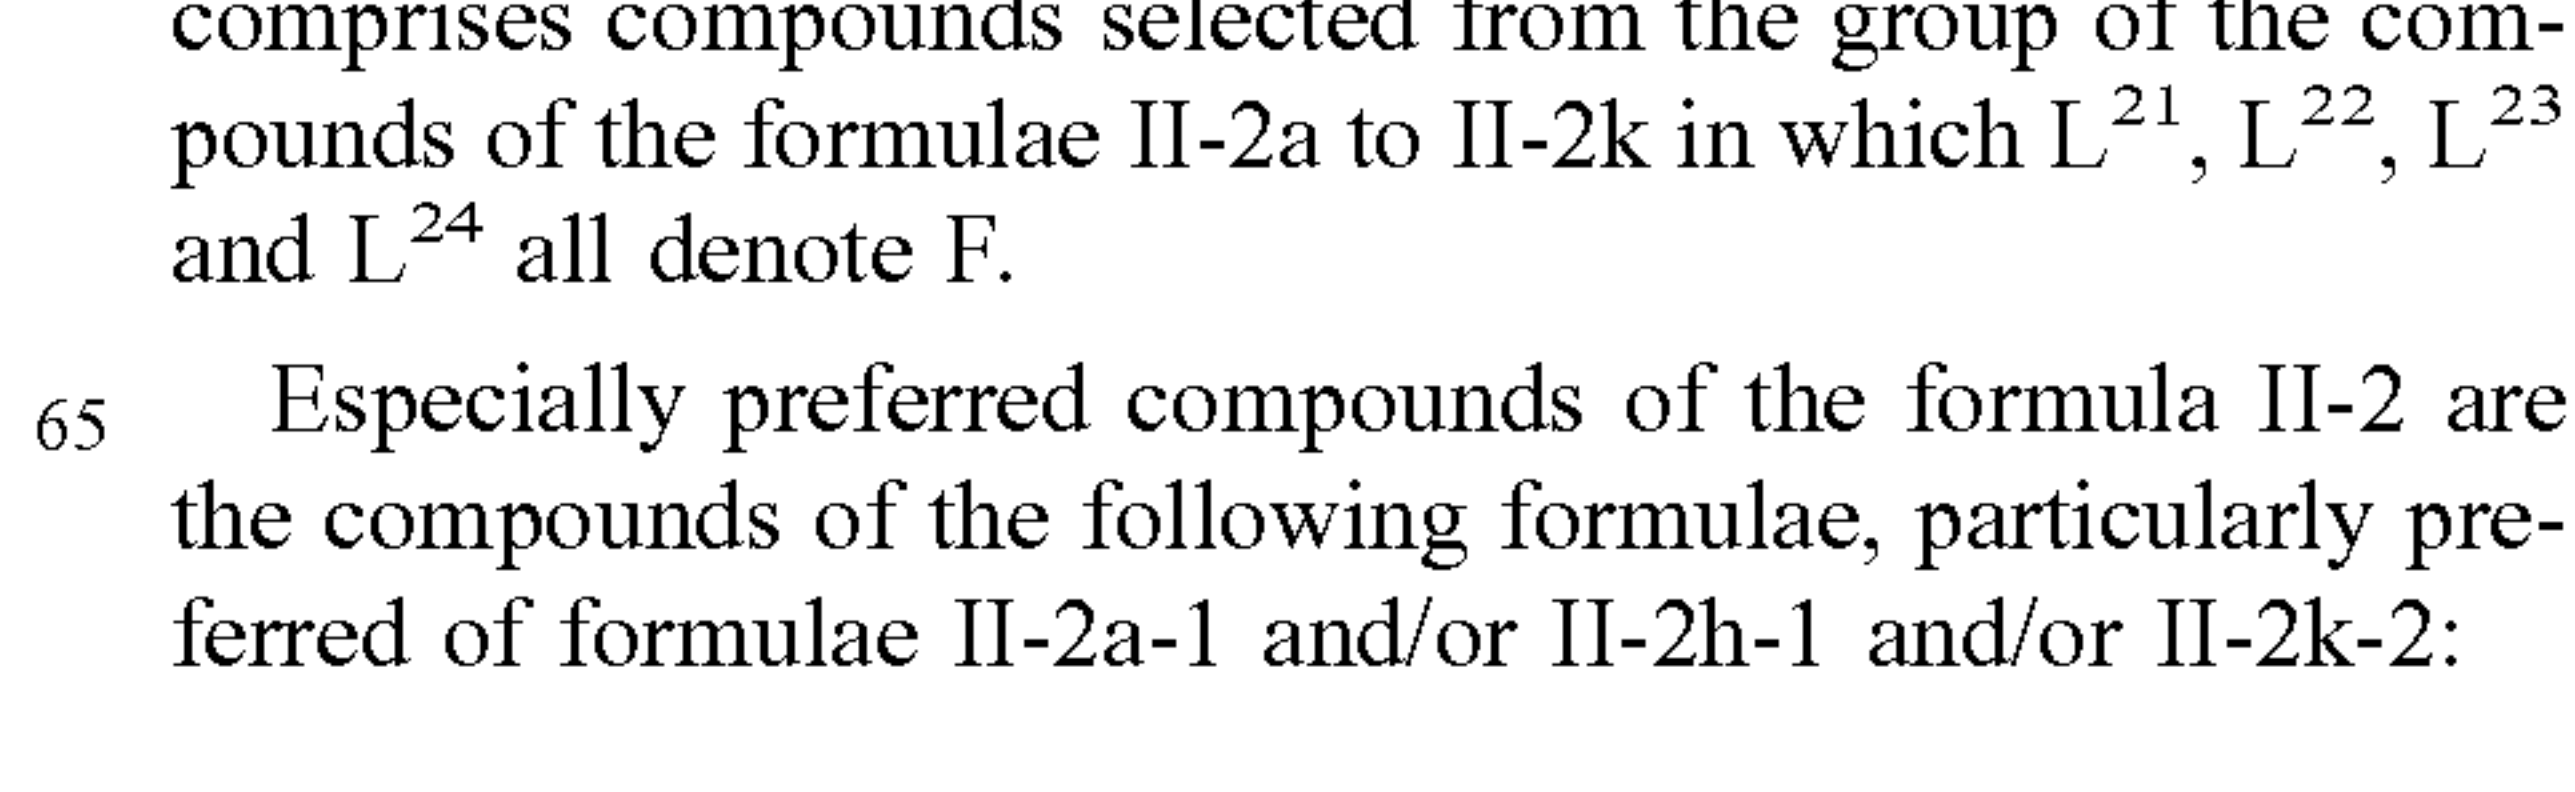 comprises compounds selected from the group of the com-
pounds of the formulae II-2a to II-2k in which L²¹, L²², L²³
and L²⁴ all denote F.
65 Especially preferred compounds of the formula II-2 are
the compounds of the following formulae, particularly pre-
ferred of formulae II-2a-1 and/or II-2h-1 and/or II-2k-2: